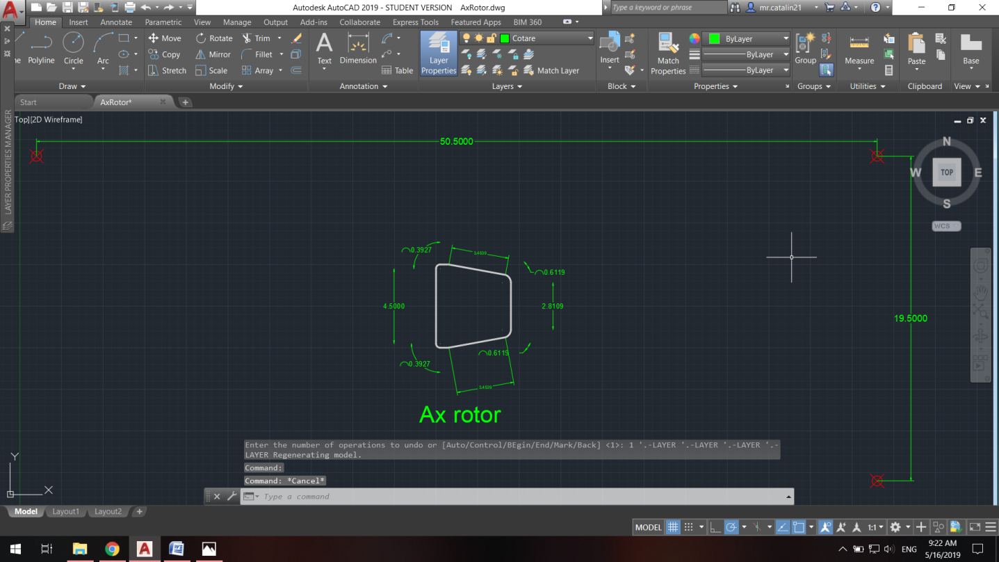 Autodesk AutoCAD 2019 - STUDENT VERSION AxRotor.dwg
Type a keyword or phrase
mr.catalin21
Home Insert Annotate Parametric View Manage Output Add-ins Collaborate Express Tools Featured Apps BIM 360
Polyline Circle Arc
Move Rotate Trim
Copy Mirror Fillet
Stretch Scale Array
Text Dimension Table
Layer Properties
Cotare
Match Layer
Insert
Match Properties
ByLayer
ByLayer
ByLayer
Group
Measure
Paste
Base
Draw Modify Annotation Layers Block Properties Groups Utilities Clipboard View
Start AxRotor*
Top][2D Wireframe]
LAYER PROPERTIES MANAGER
50.5000
N
W TOP E
S
WCS
0.3927
3.4539
0.6119
4.5000
2.8109
19.5000
0.6119
0.3927
3.4539
Ax rotor
Enter the number of operations to undo or [Auto/Control/BEgin/End/Mark/Back] <1>: 1 '.-LAYER '.-LAYER '.-LAYER '.-
LAYER Regenerating model.
Command:
Command: *Cancel*
Type a command
Y
X
Model Layout1 Layout2
MODEL 1:1
ENG
9:22 AM
5/16/2019